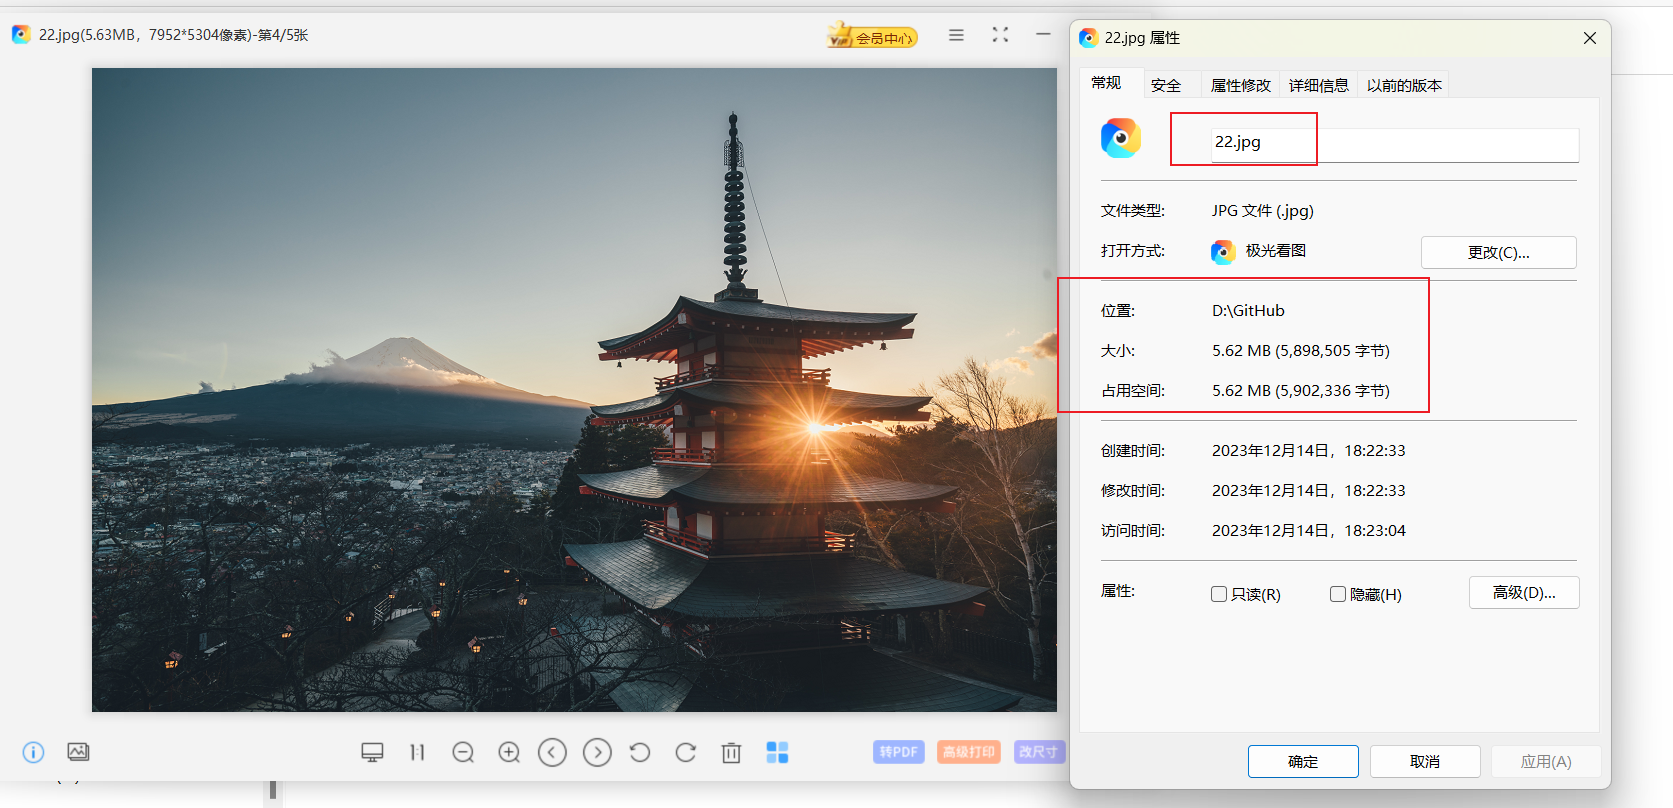 22.jpg(5.63MB，7952*5304像素)-第4/5张
VIP 会员中心
22.jpg 属性
常规 安全 属性修改 详细信息 以前的版本
22.jpg
文件类型: JPG 文件 (.jpg)
打开方式: 极光看图 更改(C)...
位置: D:\GitHub
大小: 5.62 MB (5,898,505 字节)
占用空间: 5.62 MB (5,902,336 字节)
创建时间: 2023年12月14日，18:22:33
修改时间: 2023年12月14日，18:22:33
访问时间: 2023年12月14日，18:23:04
属性: 只读(R) 隐藏(H) 高级(D)...
1:1 转PDF 高级打印 改尺寸
确定 取消 应用(A)